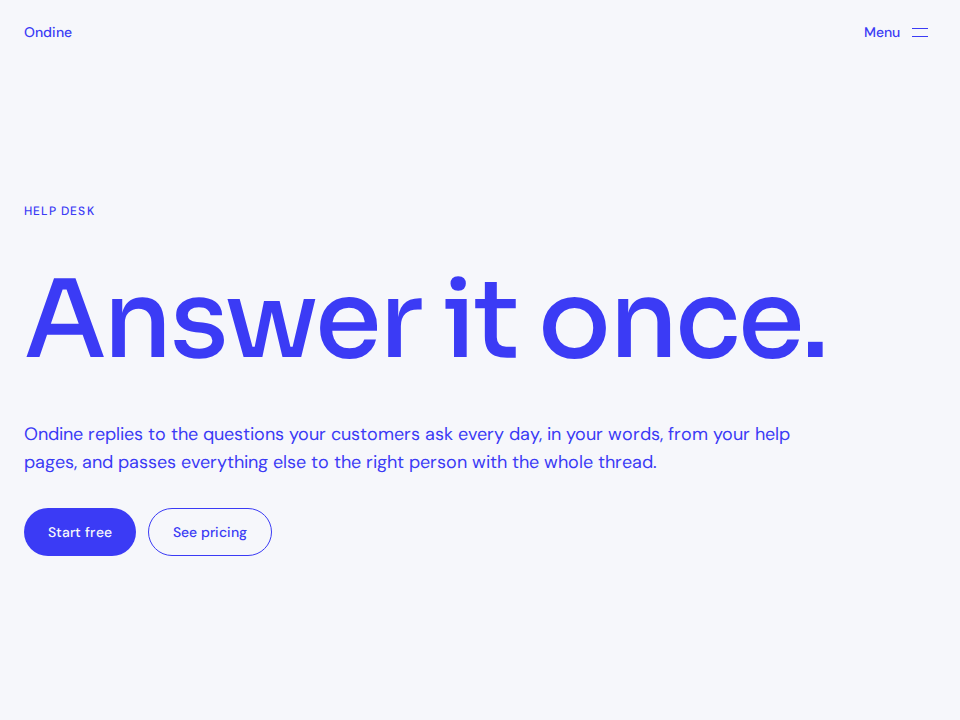 Ondine
Menu
HELP DESK
Answer it once.
Ondine replies to the questions your customers ask every day, in your words, from your help
pages, and passes everything else to the right person with the whole thread.
Start free
See pricing